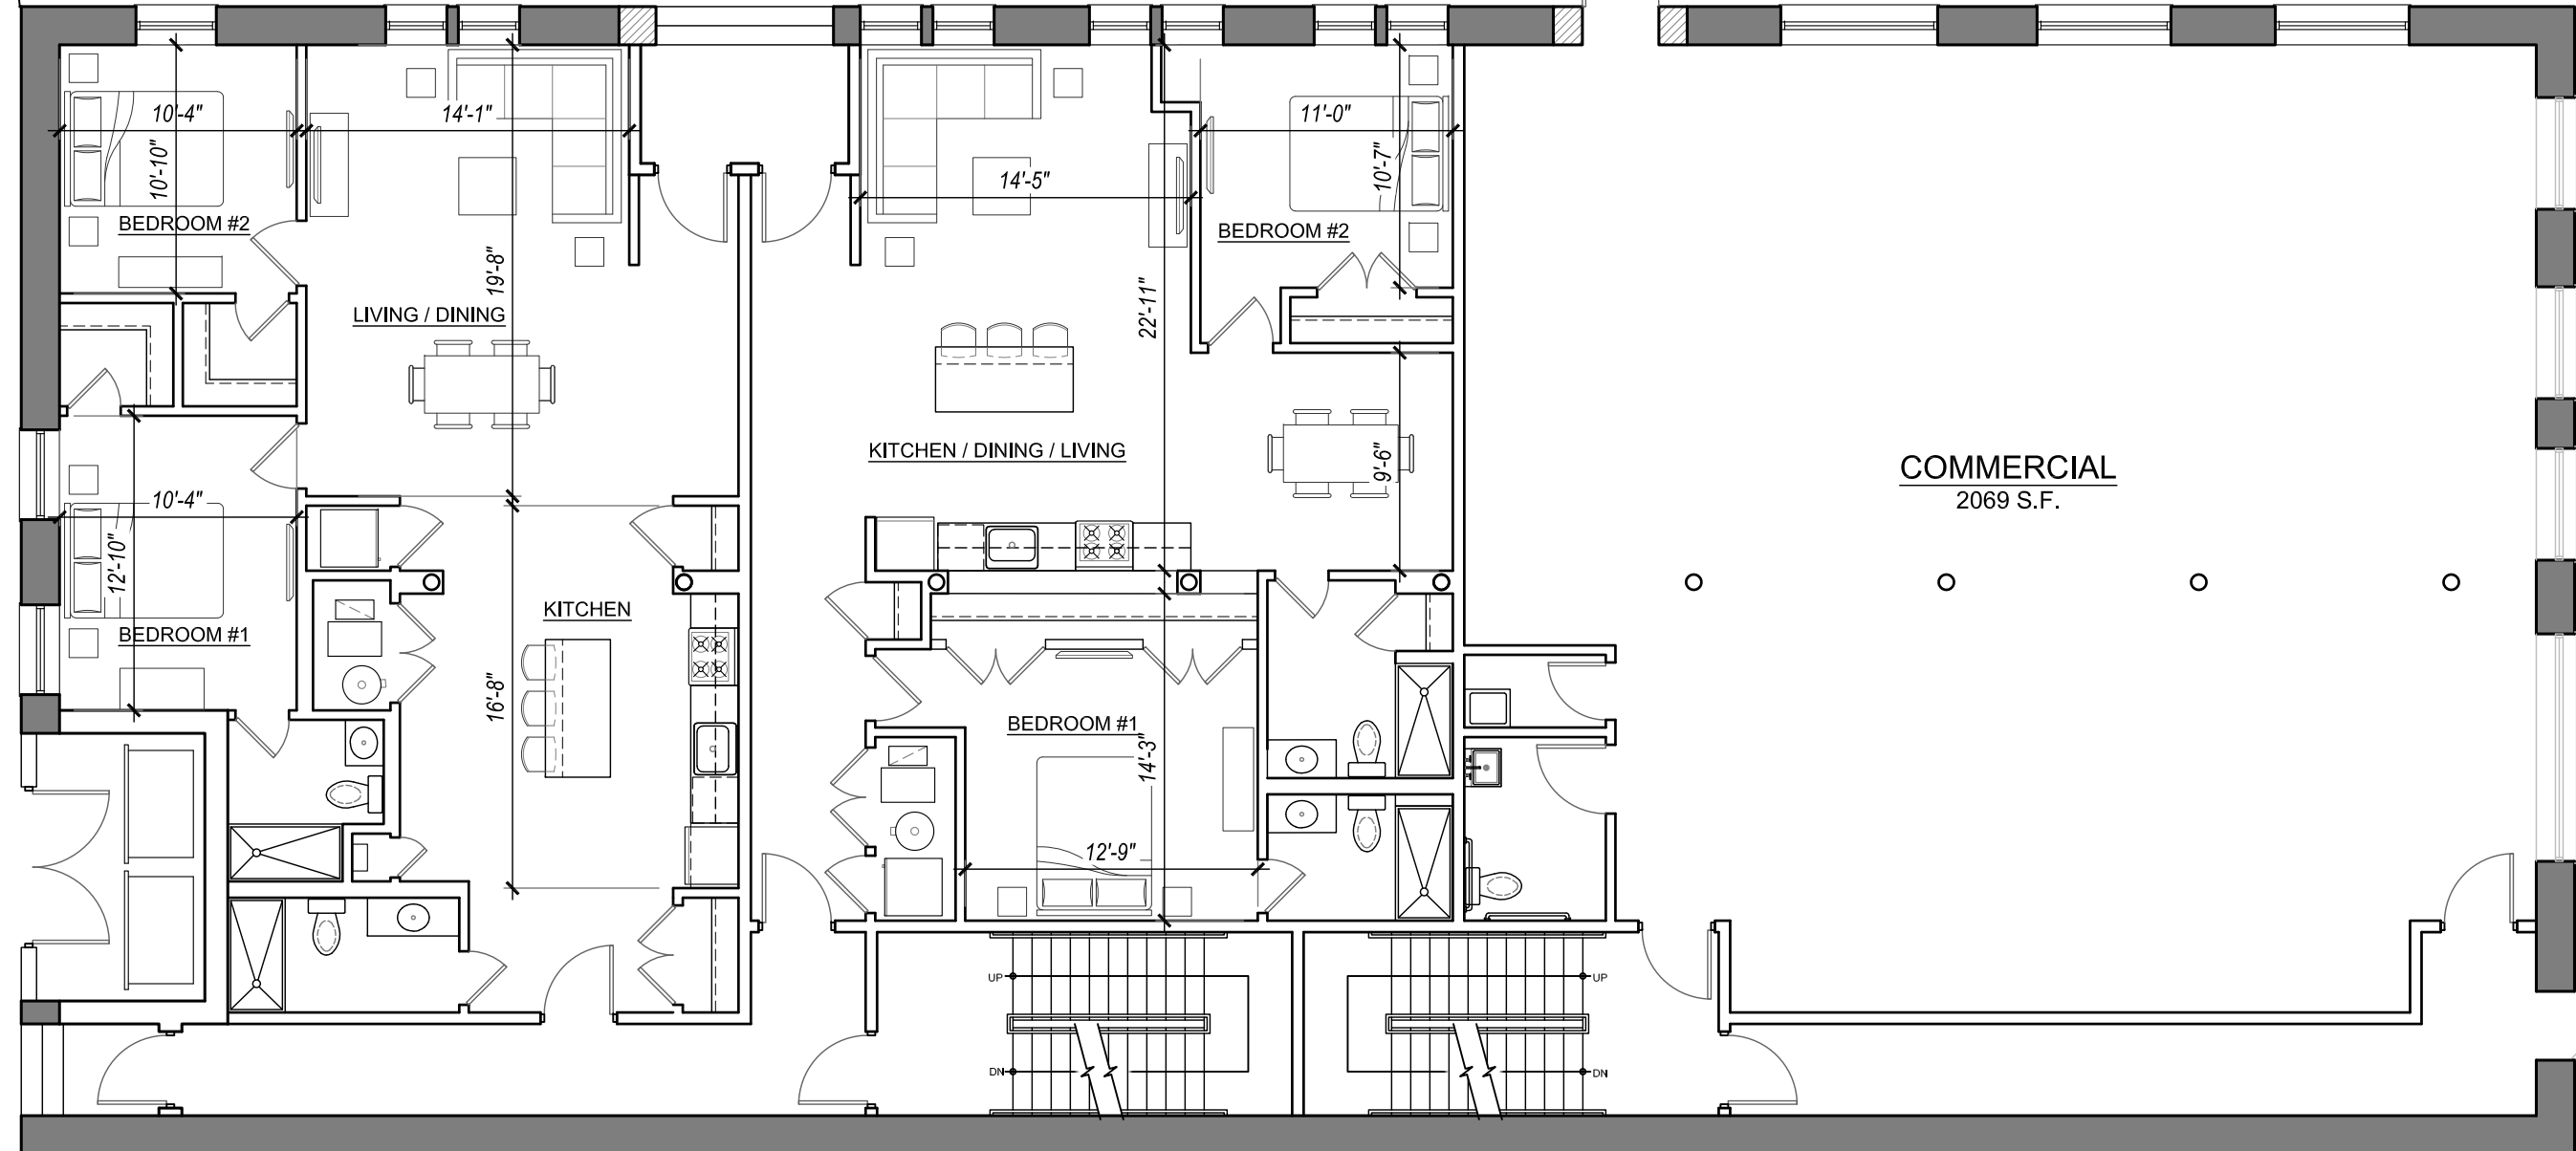 10'-4"
10'-10"
BEDROOM #2
14'-1"
19'-8"
LIVING / DINING
14'-5"
22'-11"
KITCHEN / DINING / LIVING
11'-0"
10'-7"
BEDROOM #2
9'-6"
COMMERCIAL
2069 S.F.
10'-4"
12'-10"
BEDROOM #1
KITCHEN
16'-8"
BEDROOM #1
14'-3"
12'-9"
UP
DN
UP
DN